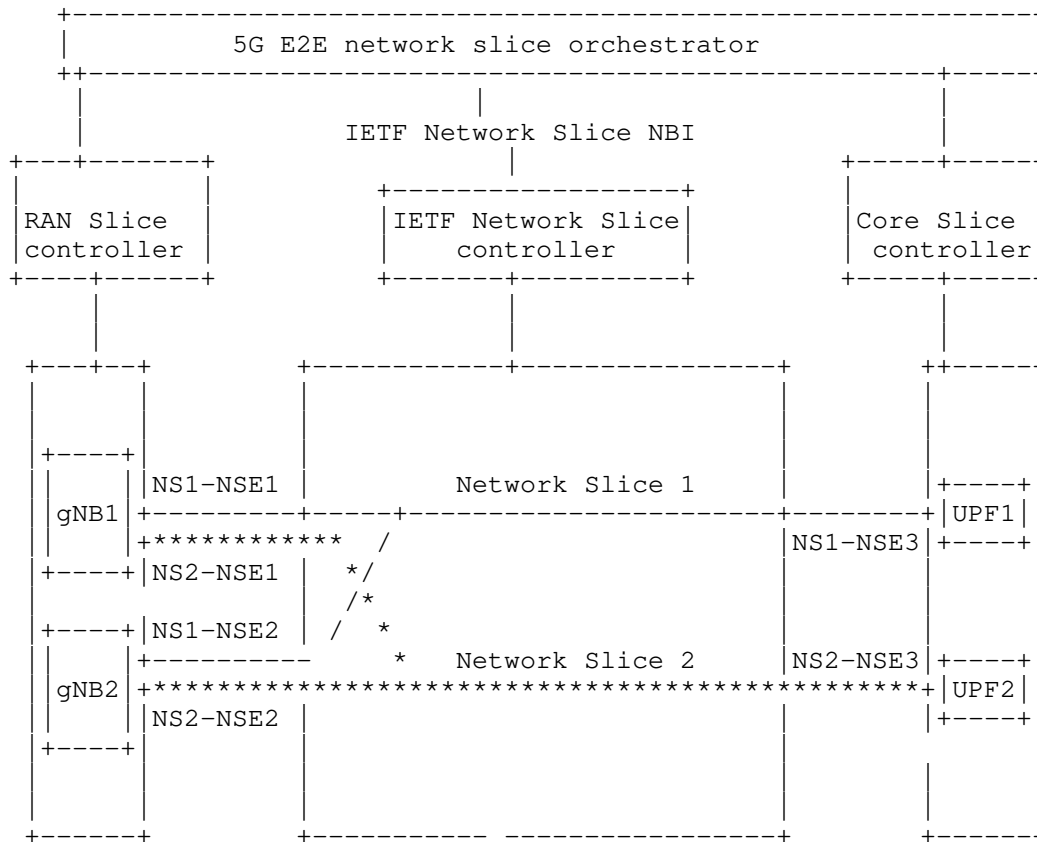 5G E2E network slice orchestrator
IETF Network Slice NBI
RAN Slice
controller
IETF Network Slice
controller
Core Slice
controller
NS1-NSE1
Network Slice 1
gNB1
UPF1
NS1-NSE3
NS2-NSE1
NS1-NSE2
Network Slice 2
NS2-NSE3
gNB2
UPF2
NS2-NSE2